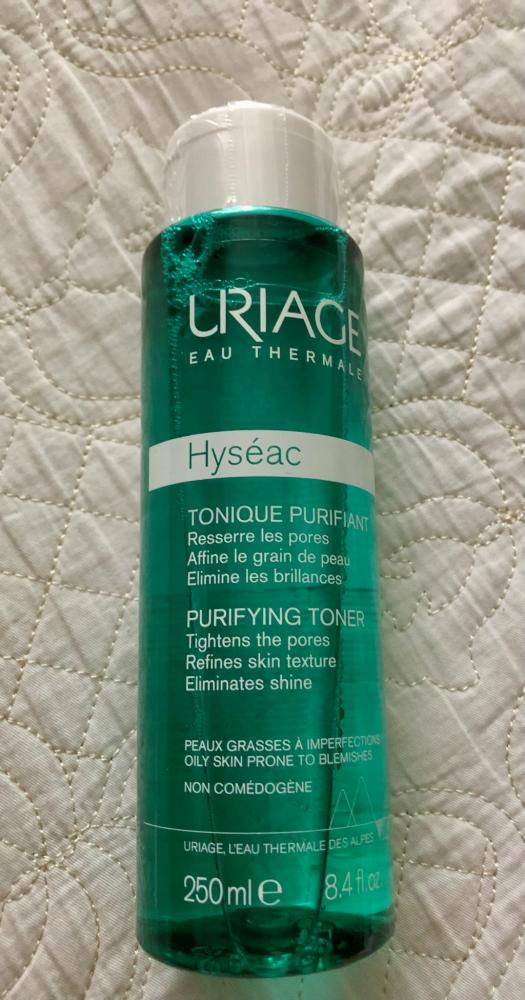 URIAGE
EAU THERMALE
Hyséac
TONIQUE PURIFIANT
Resserre les pores
Affine le grain de peau
Elimine les brillances
PURIFYING TONER
Tightens the pores
Refines skin texture
Eliminates shine
PEAUX GRASSES À IMPERFECTIONS
OILY SKIN PRONE TO BLEMISHES
NON COMÉDOGÈNE
URIAGE, L'EAU THERMALE DES ALPES
250 ml e 8.4 fl.oz.